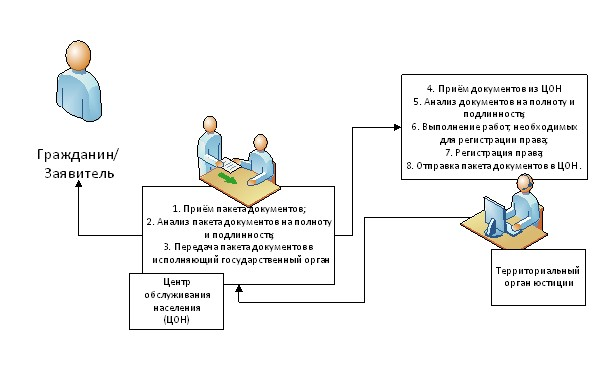 Гражданин/
Заявитель
1. Приём пакета документов;
2. Анализ пакета документов на полноту
и подлинность;
3. Передача пакета документов в
исполняющий государственный орган
Центр
обслуживания
населения
(ЦОН)
4. Приём документов из ЦОН
5. Анализ документов на полноту и
подлинность;
6. Выполнение работ, необходимых
для регистрации права;
7. Регистрация права;
8. Отправка пакета документов в ЦОН.
Территориальный
орган юстиции